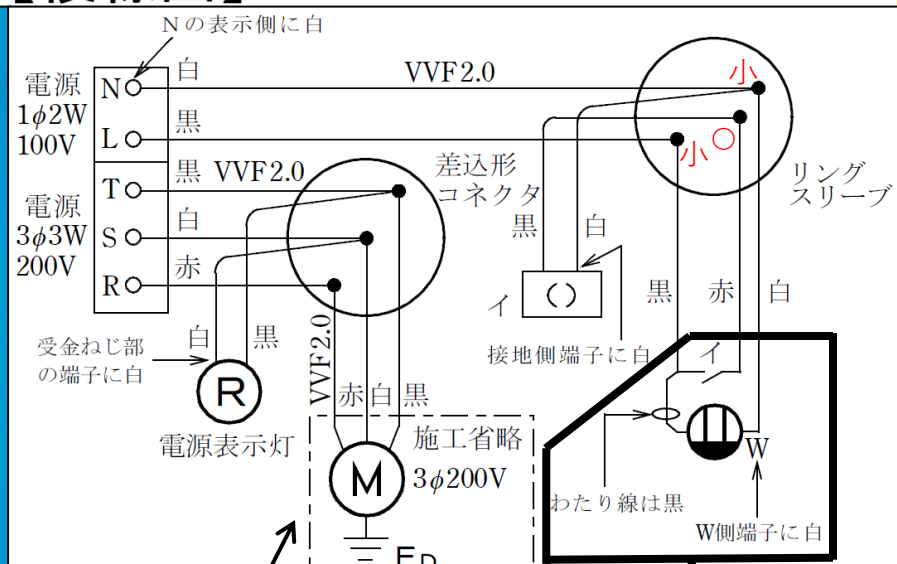 Nの表示側に白
電源
1φ2W
100V
N
白
VVF2.0
小
L
黒
小
○
リング
スリーブ
電源
3φ3W
200V
T
黒
VVF2.0
差込形
コネクタ
S
白
R
赤
黒
白
イ
接地側端子に白
黒
赤
白
受金ねじ部
の端子に白
白
黒
R
電源表示灯
VVF2.0
赤
白
黒
施工省略
3φ200V
M
イ
W
わたり線は黒
W側端子に白